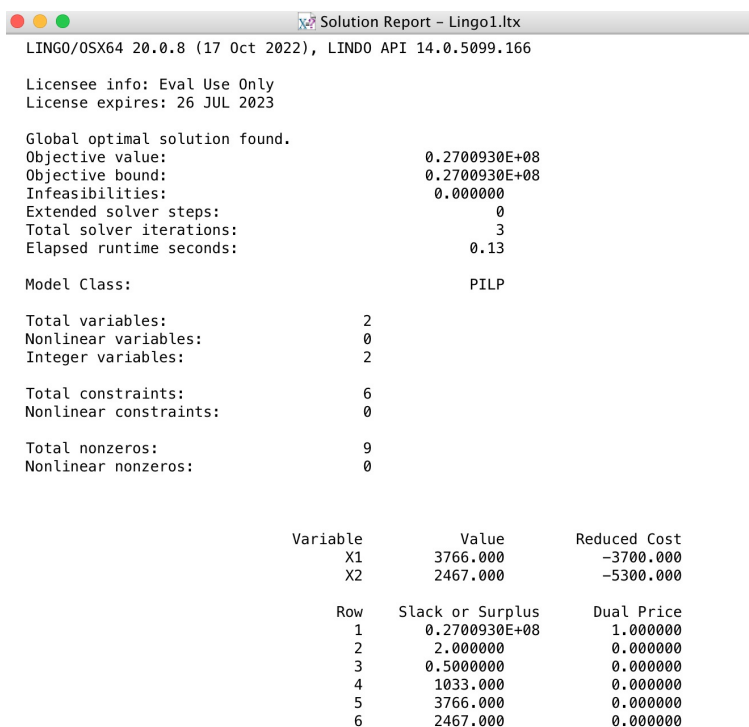 Solution Report – Lingo1.ltx
LINGO/OSX64 20.0.8 (17 Oct 2022), LINDO API 14.0.5099.166
Licensee info: Eval Use Only
License expires: 26 JUL 2023
Global optimal solution found.
Objective value: 0.2700930E+08
Objective bound: 0.2700930E+08
Infeasibilities: 0.000000
Extended solver steps: 0
Total solver iterations: 3
Elapsed runtime seconds: 0.13
Model Class: PILP
Total variables: 2
Nonlinear variables: 0
Integer variables: 2
Total constraints: 6
Nonlinear constraints: 0
Total nonzeros: 9
Nonlinear nonzeros: 0
Variable Value Reduced Cost
X1 3766.000 -3700.000
X2 2467.000 -5300.000
Row Slack or Surplus Dual Price
1 0.2700930E+08 1.000000
2 2.000000 0.000000
3 0.5000000 0.000000
4 1033.000 0.000000
5 3766.000 0.000000
6 2467.000 0.000000